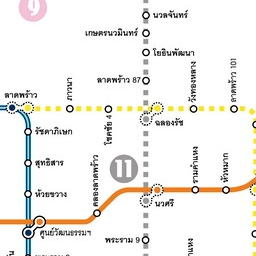 9
นวลจันทร์
เกษตรนวมินทร์
โยธินพัฒนา
ลาดพร้าว
ภาวนา
ลาดพร้าว 87
วังทองหลาง
ลาดพร้าว 101
โชคชัย 4
ฉลองรัช
รัชดาภิเษก
สุทธิสาร
ห้วยขวาง
คลองลาดพร้าว
11
รามคำแหง
หัวหมาก
นวศรี
ศูนย์วัฒนธรรมฯ
พระราม 9